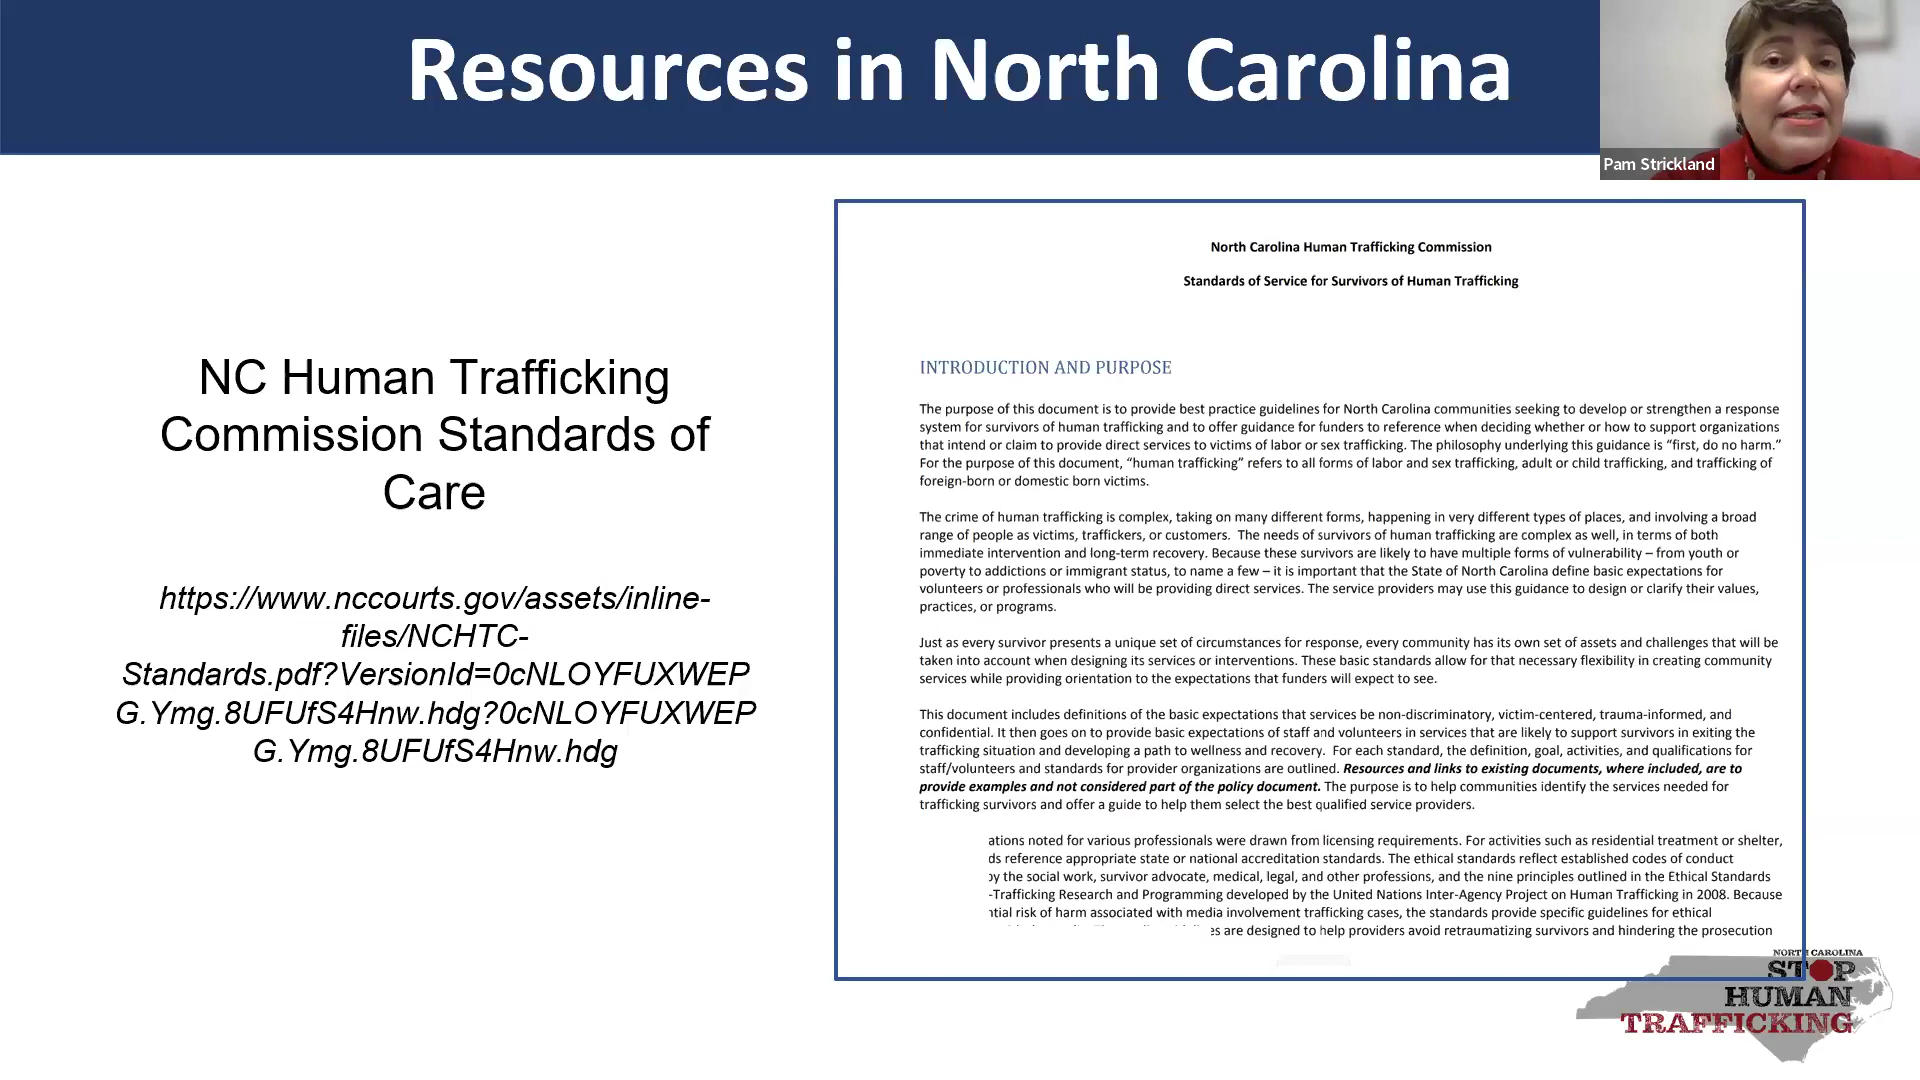 Resources in North Carolina
Pam Strickland
NC Human Trafficking
Commission Standards of
Care
https://www.nccourts.gov/assets/inline-
files/NCHTC-
Standards.pdf?VersionId=0cNLOYFUXWEP
G.Ymg.8UFUfS4Hnw.hdg?0cNLOYFUXWEP
G.Ymg.8UFUfS4Hnw.hdg
North Carolina Human Trafficking Commission
Standards of Service for Survivors of Human Trafficking
INTRODUCTION AND PURPOSE
The purpose of this document is to provide best practice guidelines for North Carolina communities seeking to develop or strengthen a response
system for survivors of human trafficking and to offer guidance for funders to reference when deciding whether or how to support organizations
that intend or claim to provide direct services to victims of labor or sex trafficking. The philosophy underlying this guidance is “first, do no harm.”
For the purpose of this document, “human trafficking” refers to all forms of labor and sex trafficking, adult or child trafficking, and trafficking of
foreign-born or domestic born victims.
The crime of human trafficking is complex, taking on many different forms, happening in very different types of places, and involving a broad
range of people as victims, traffickers, or customers.  The needs of survivors of human trafficking are complex as well, in terms of both
immediate intervention and long-term recovery. Because these survivors are likely to have multiple forms of vulnerability – from youth or
poverty to addictions or immigrant status, to name a few – it is important that the State of North Carolina define basic expectations for
volunteers or professionals who will be providing direct services. The service providers may use this guidance to design or clarify their values,
practices, or programs.
Just as every survivor presents a unique set of circumstances for response, every community has its own set of assets and challenges that will be
taken into account when designing its services or interventions. These basic standards allow for that necessary flexibility in creating community
services while providing orientation to the expectations that funders will expect to see.
This document includes definitions of the basic expectations that services be non-discriminatory, victim-centered, trauma-informed, and
confidential. It then goes on to provide basic expectations of staff and volunteers in services that are likely to support survivors in exiting the
trafficking situation and developing a path to wellness and recovery.  For each standard, the definition, goal, activities, and qualifications for
staff/volunteers and standards for provider organizations are outlined. Resources and links to existing documents, where included, are to
provide examples and not considered part of the policy document. The purpose is to help communities identify the services needed for
trafficking survivors and offer a guide to help them select the best qualified service providers.
ations noted for various professionals were drawn from licensing requirements. For activities such as residential treatment or shelter,
ds reference appropriate state or national accreditation standards. The ethical standards reflect established codes of conduct
by the social work, survivor advocate, medical, legal, and other professions, and the nine principles outlined in the Ethical Standards
-Trafficking Research and Programming developed by the United Nations Inter-Agency Project on Human Trafficking in 2008. Because
ntial risk of harm associated with media involvement trafficking cases, the standards provide specific guidelines for ethical
es are designed to help providers avoid retraumatizing survivors and hindering the prosecution
NORTH CAROLINA
STOP
HUMAN
TRAFFICKING